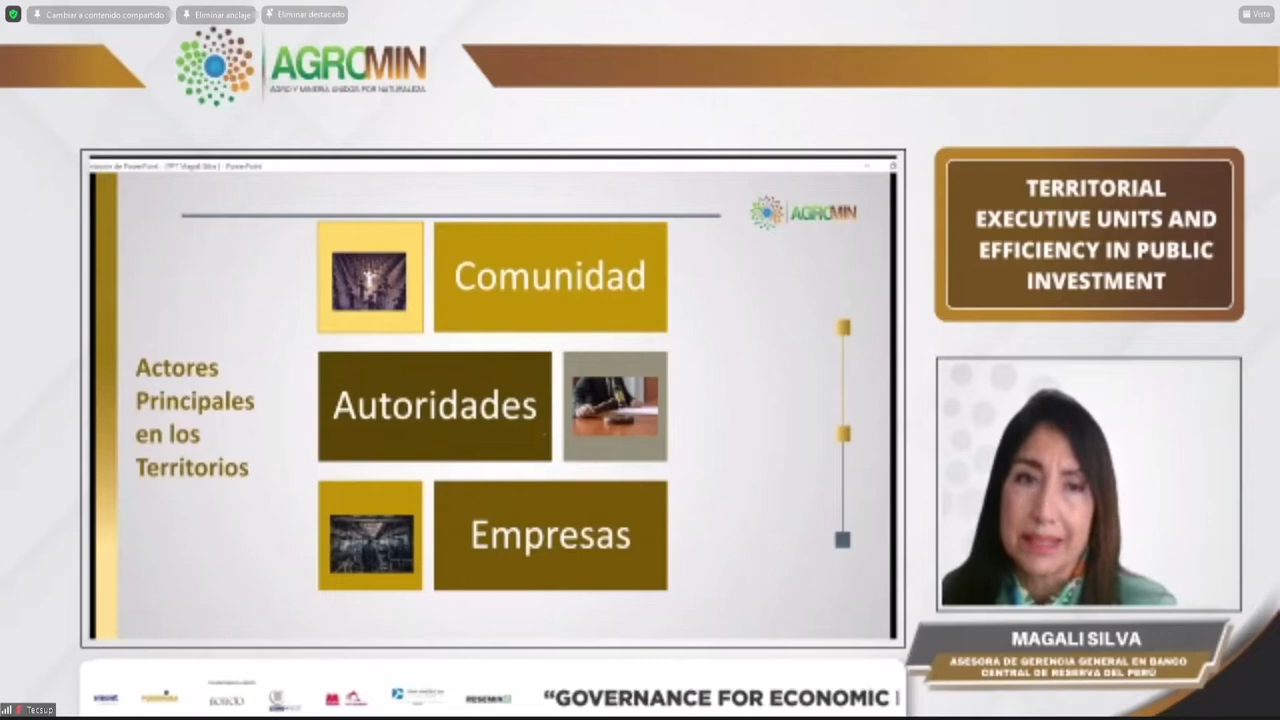 Cambiar a contenido compartido
Eliminar anclaje
Eliminar destacado
Vista
AGROMIN
AGRO Y MINERIA UNIDOS POR NATURALEZA
AGROMIN
Comunidad
Actores
Principales
en los
Territorios
Autoridades
Empresas
TERRITORIAL
EXECUTIVE UNITS AND
EFFICIENCY IN PUBLIC
INVESTMENT
MAGALI SILVA
ASESORA DE GERENCIA GENERAL EN BANCO
CENTRAL DE RESERVA DEL PERÚ
RESEMIN
“GOVERNANCE FOR ECONOMIC
Tecsup